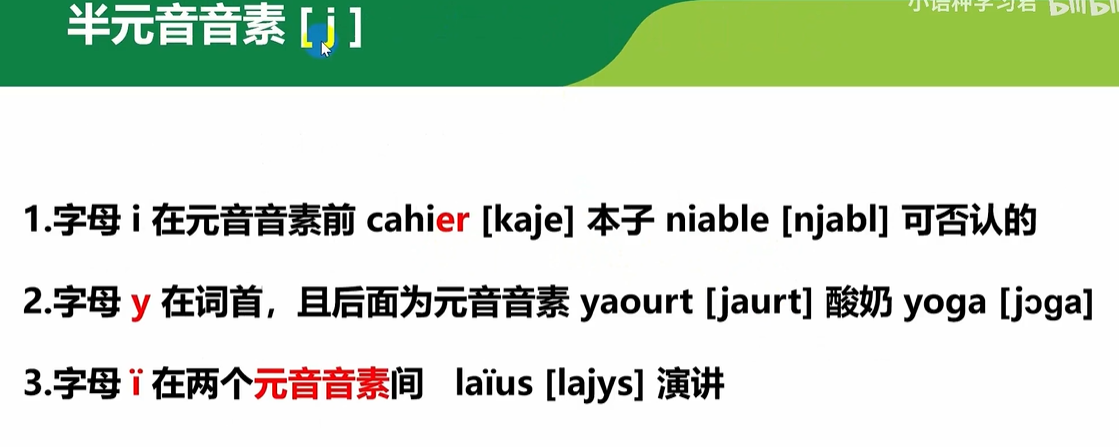 半元音音素 [ j ]
小语种学习君 bilibili
1.字母 i 在元音音素前 cahier [kaje] 本子 niable [njabl] 可否认的
2.字母 y 在词首，且后面为元音音素 yaourt [jaurt] 酸奶 yoga [jɔga]
3.字母 ï 在两个元音音素间 laïus [lajys] 演讲